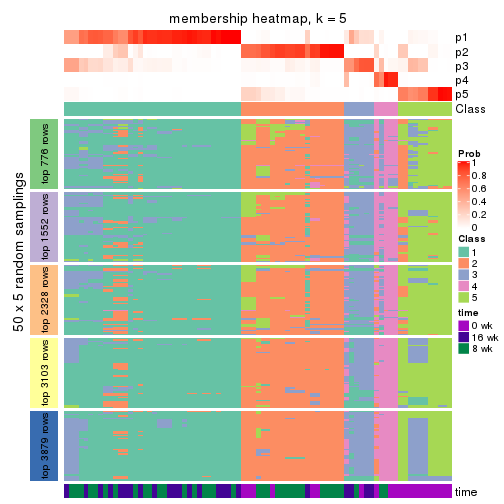 membership heatmap, k = 5
p1
p2
p3
p4
p5
Class
50 x 5 random samplings
top 776 rows
top 1552 rows
top 2328 rows
top 3103 rows
top 3879 rows
time
Prob
1
0.8
0.6
0.4
0.2
0
Class
1
2
3
4
5
time
0 wk
16 wk
8 wk